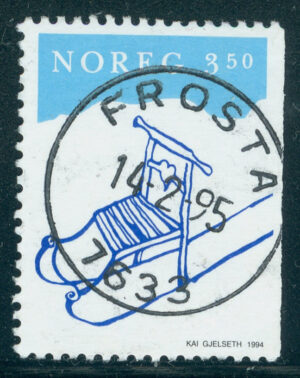 NOREG 3 50
FROSTA
14-2-95
7633
KAI GJELSETH 1994